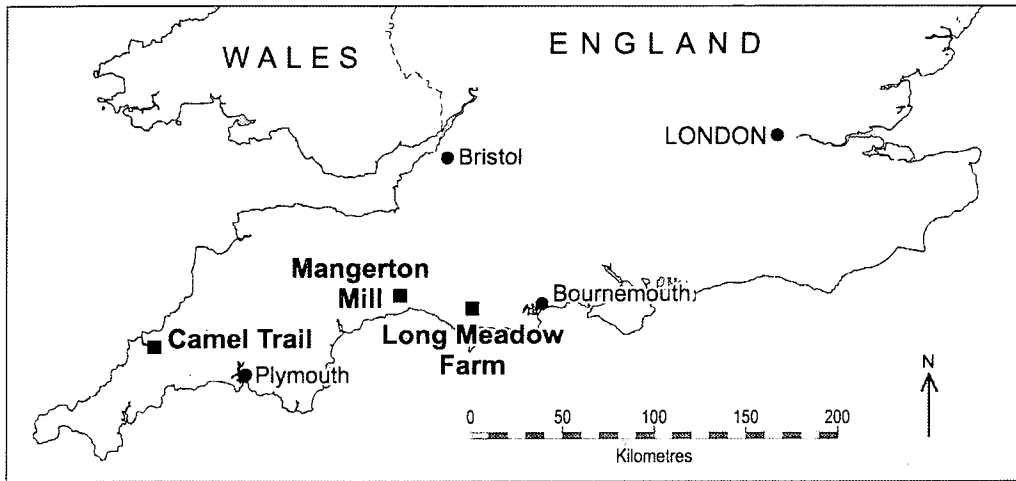 WALES
ENGLAND
LONDON
Bristol
Mangerton
Mill
Bournemouth
Camel Trail
Long Meadow
Farm
Plymouth
N
0 50 100 150 200
Kilometres